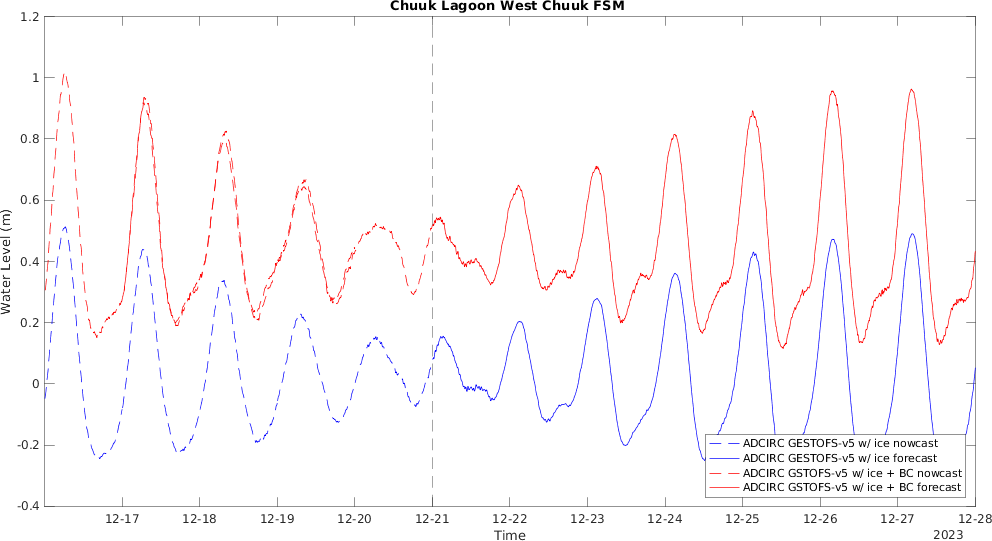 Chuuk Lagoon West Chuuk FSM
1.2
1
0.8
0.6
0.4
0.2
0
-0.2
-0.4
Water Level (m)
ADCIRC GESTOFS-v5 w/ ice nowcast
ADCIRC GESTOFS-v5 w/ ice forecast
ADCIRC GSTOFS-v5 w/ ice + BC nowcast
ADCIRC GSTOFS-v5 w/ ice + BC forecast
12-17 12-18 12-19 12-20 12-21 12-22 12-23 12-24 12-25 12-26 12-27 12-28
Time
2023